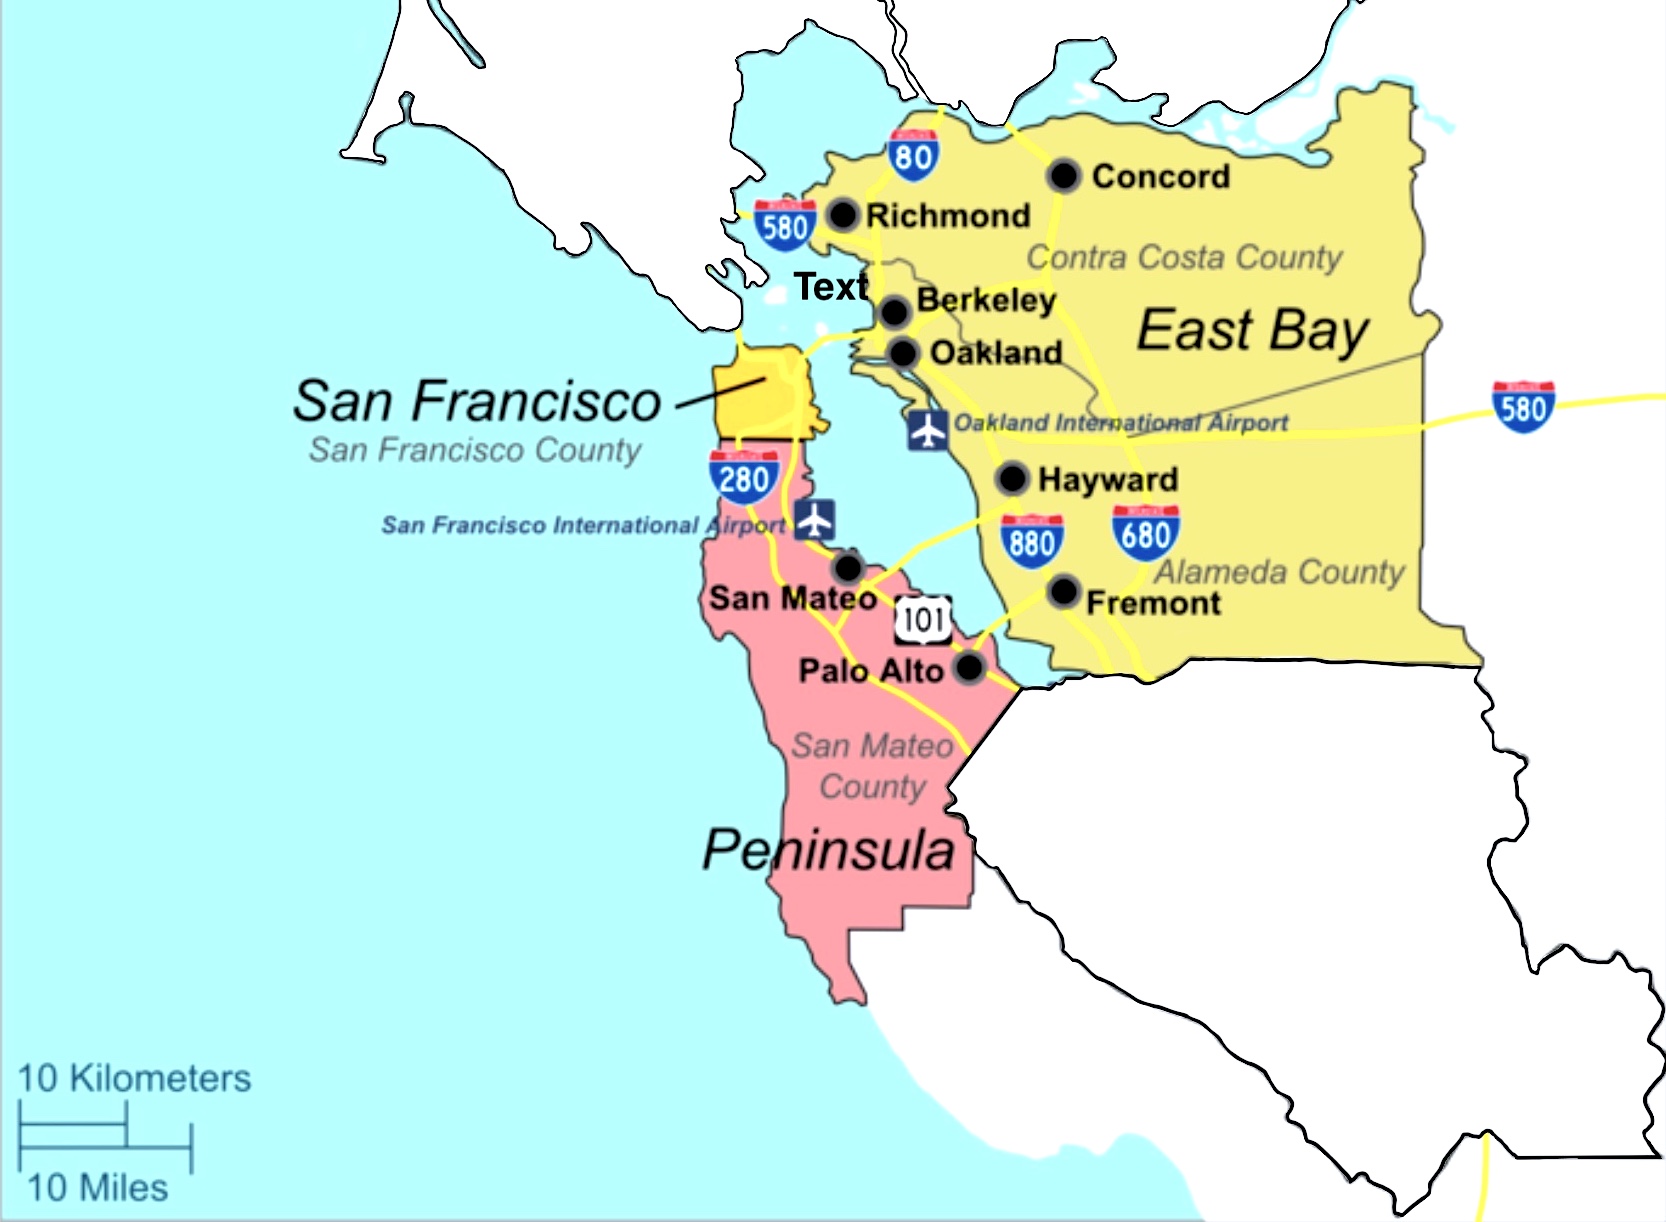 80
Concord
580
Richmond
Contra Costa County
Text
Berkeley
East Bay
Oakland
San Francisco
580
Oakland International Airport
San Francisco County
280
Hayward
San Francisco International Airport
880
680
Alameda County
San Mateo
Fremont
101
Palo Alto
San Mateo
County
Peninsula
10 Kilometers
10 Miles